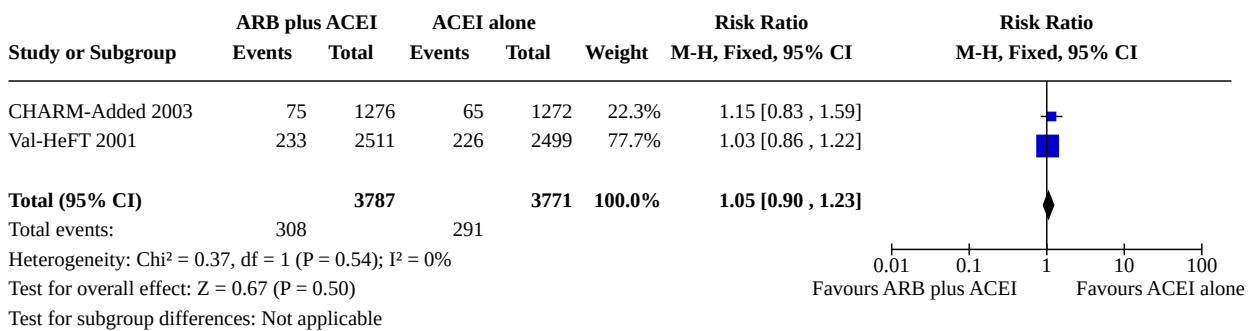 ARB plus ACEI ACEI alone Risk Ratio Risk Ratio
Study or Subgroup Events Total Events Total Weight M-H, Fixed, 95% CI M-H, Fixed, 95% CI
CHARM-Added 2003 75 1276 65 1272 22.3% 1.15 [0.83 , 1.59]
Val-HeFT 2001 233 2511 226 2499 77.7% 1.03 [0.86 , 1.22]
Total (95% CI) 3787 3771 100.0% 1.05 [0.90 , 1.23]
Total events: 308 291
Heterogeneity: Chi² = 0.37, df = 1 (P = 0.54); I² = 0% 0.01 0.1 1 10 100
Test for overall effect: Z = 0.67 (P = 0.50) Favours ARB plus ACEI Favours ACEI alone
Test for subgroup differences: Not applicable